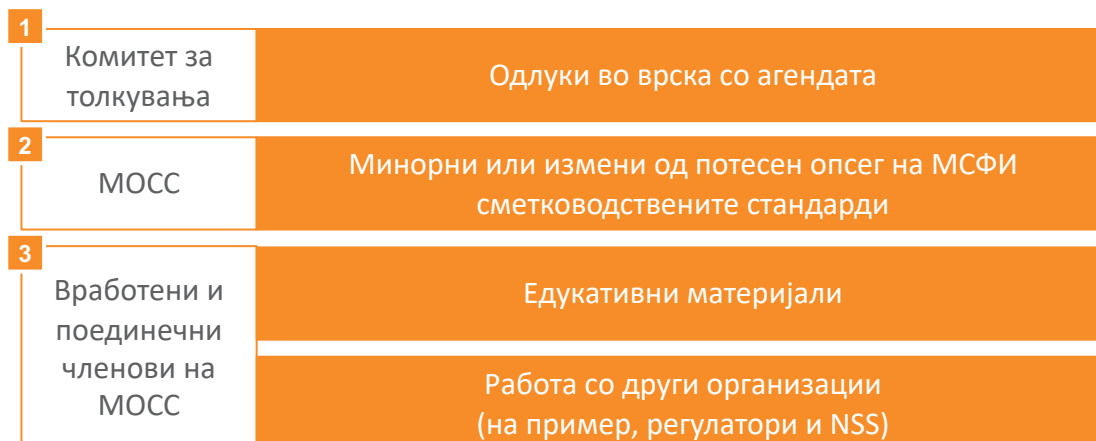 1
Комитет за
толкувања
Одлуки во врска со агендата
2
МОСС
Минорни или измени од потесен опсег на МСФИ
сметководствените стандарди
3
Вработени и
поединечни
членови на
МОСС
Едукативни материјали
Работа со други организации
(на пример, регулатори и NSS)